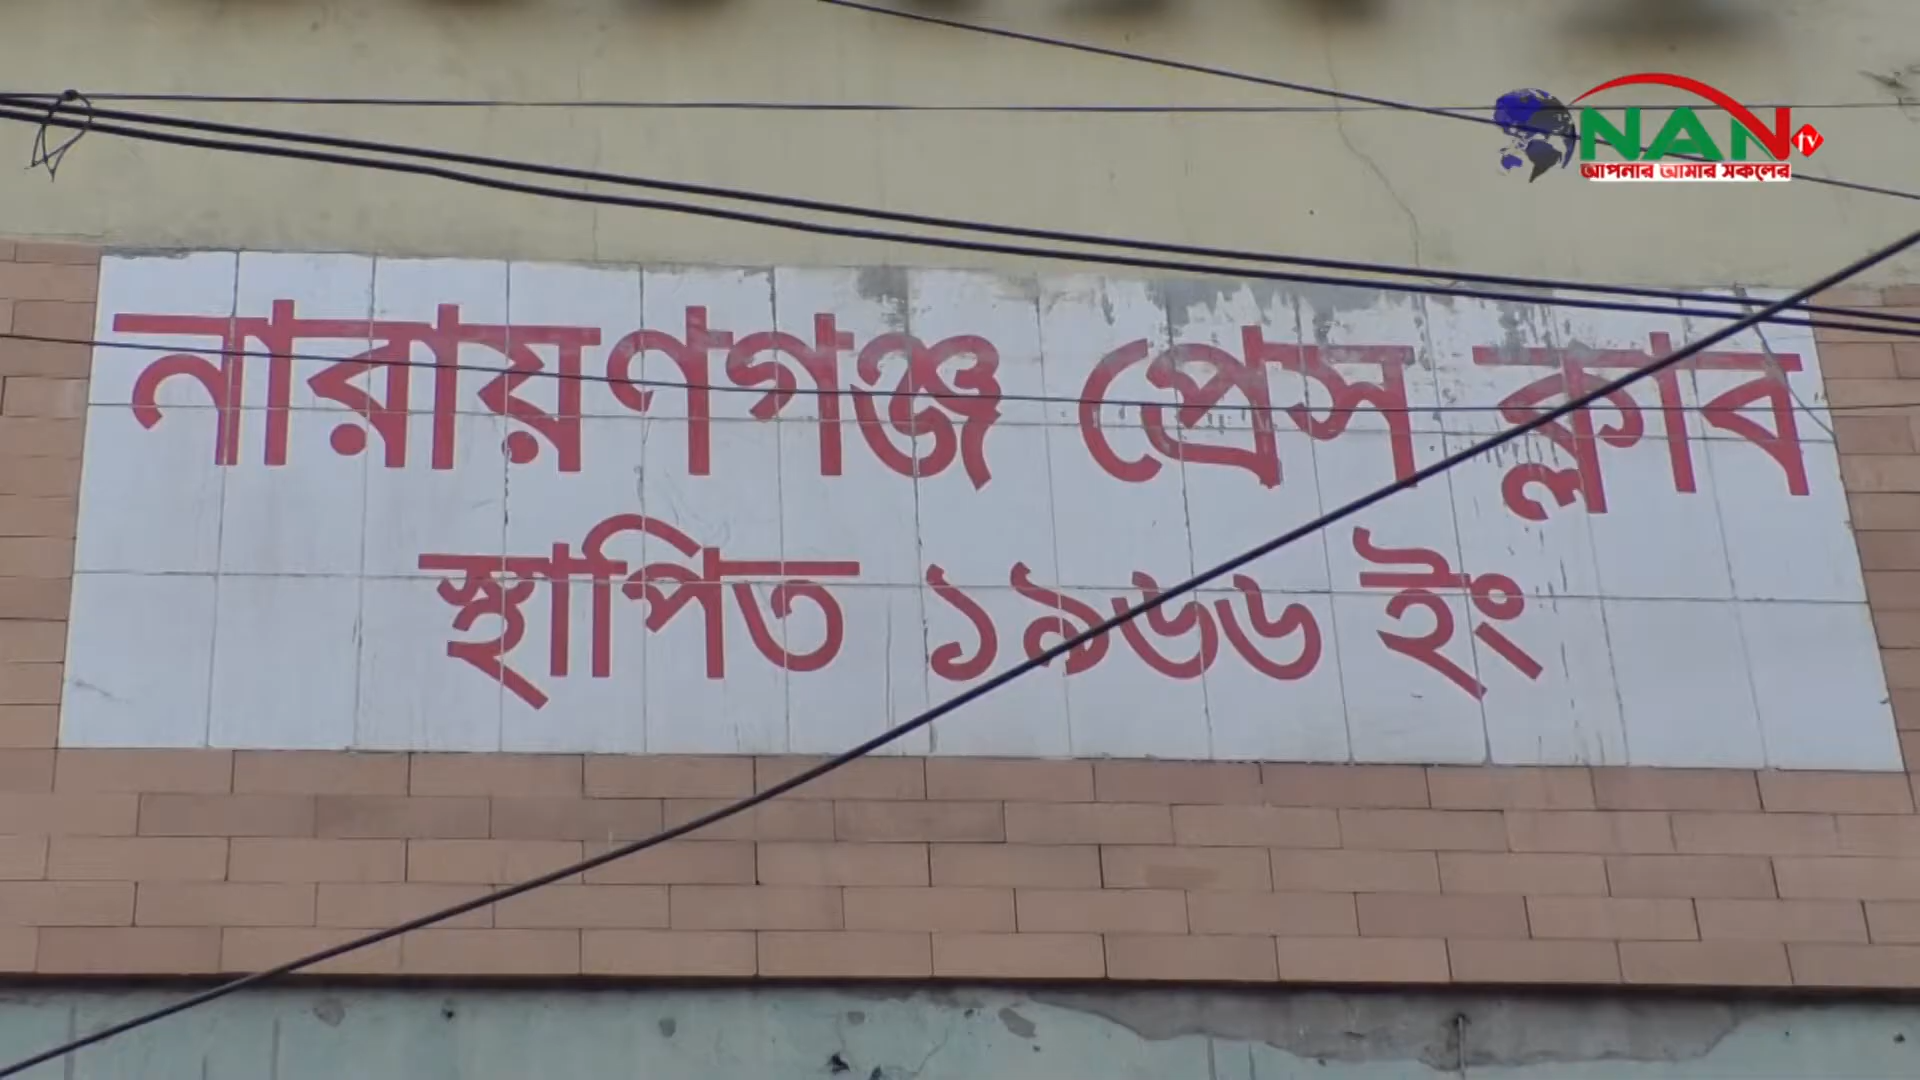 NAN tv
আপনার আমার সকলের
নারায়ণগঞ্জ প্রেস ক্লাব
স্থাপিত ১৯৬৬ ইং